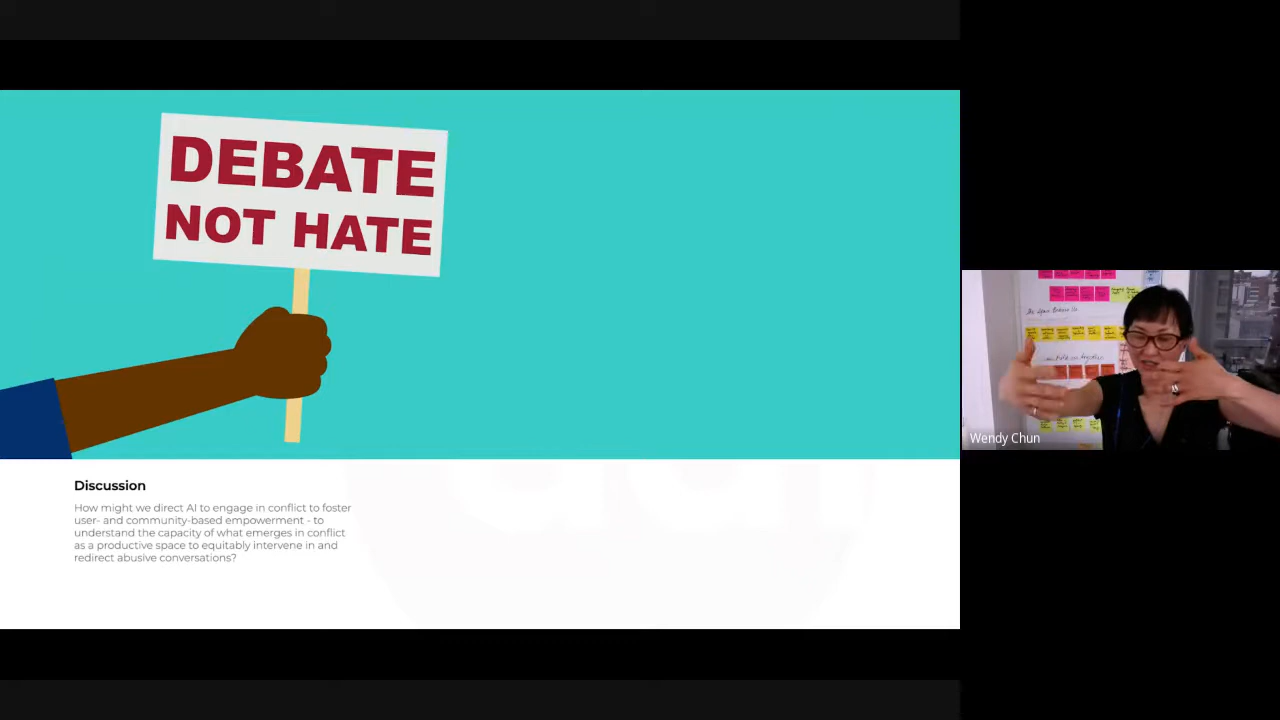 DEBATE
NOT HATE
Discussion
How might we direct AI to engage in conflict to foster
user- and community-based empowerment - to
understand the capacity of what emerges in conflict
as a productive space to equitably intervene in and
redirect abusive conversations?
Wendy Chun